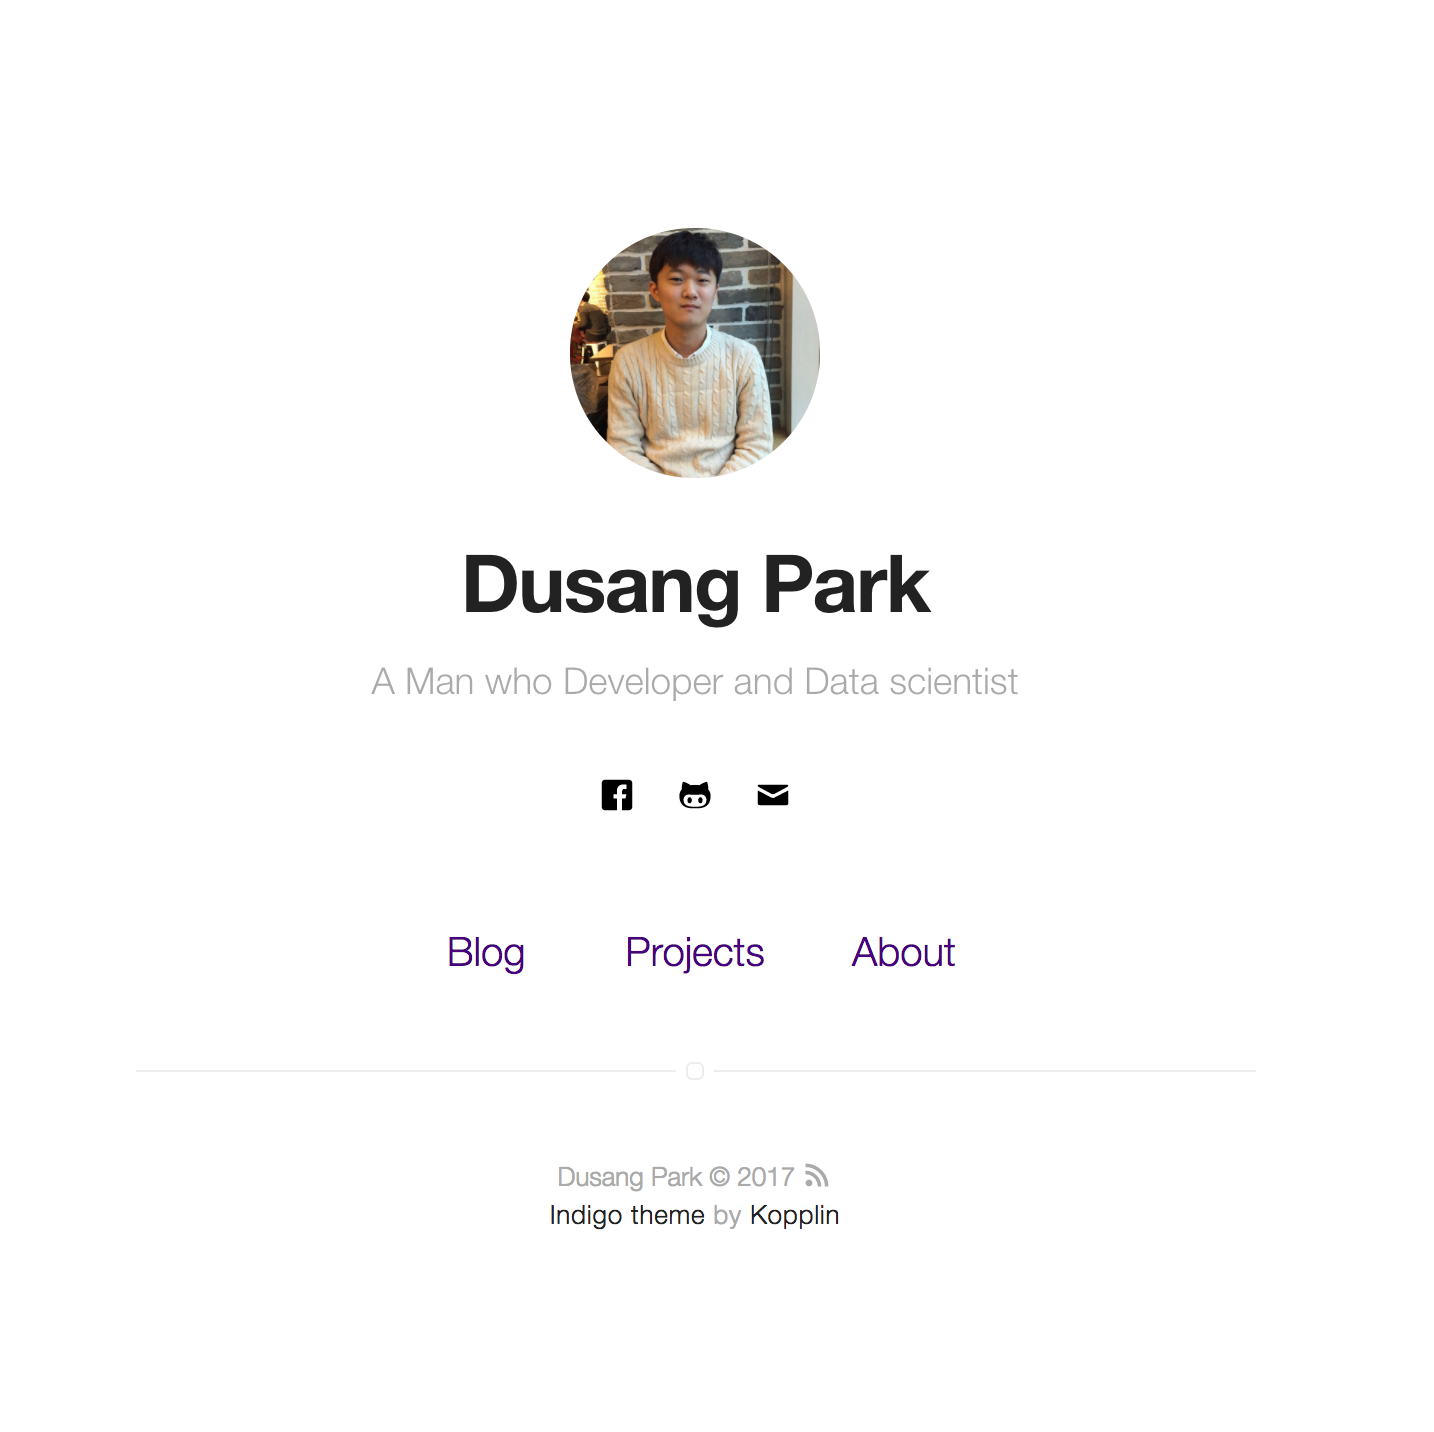 Dusang Park
A Man who Developer and Data scientist
Blog Projects About
Dusang Park © 2017
Indigo theme by Kopplin